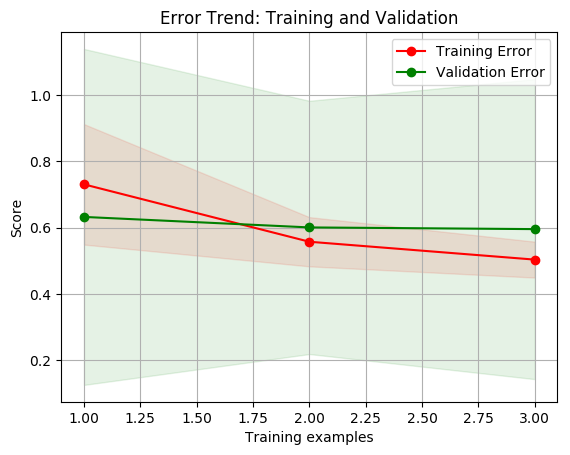 Error Trend: Training and Validation
Training Error
Validation Error
1.0
0.8
0.6
0.4
0.2
Score
1.00 1.25 1.50 1.75 2.00 2.25 2.50 2.75 3.00
Training examples